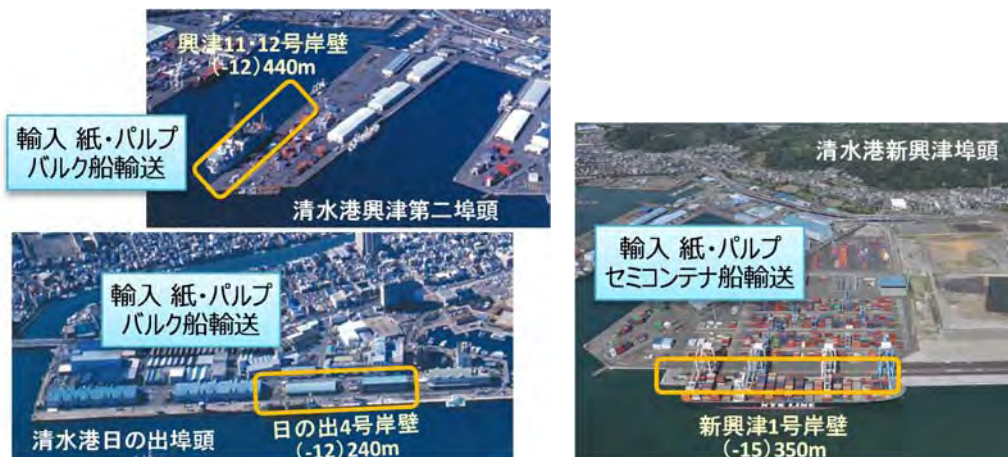 興津11・12号岸壁
(-12)440m
輸入 紙・パルプ
バルク船輸送
清水港興津第二埠頭
輸入 紙・パルプ
バルク船輸送
日の出4号岸壁
(-12)240m
清水港日の出埠頭
清水港新興津埠頭
輸入 紙・パルプ
セミコンテナ船輸送
新興津1号岸壁
(-15)350m